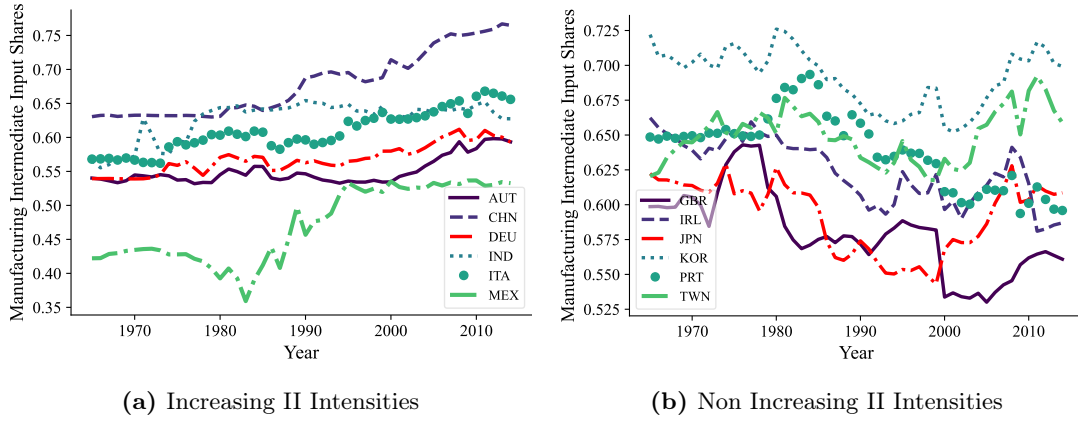 Manufacturing Intermediate Input Shares
0.75
0.70
0.65
0.60
0.55
0.50
0.45
0.40
0.35
1970
1980
1990
2000
2010
Year
AUT
CHN
DEU
IND
ITA
MEX
(a) Increasing II Intensities
Manufacturing Intermediate Input Shares
0.725
0.700
0.675
0.650
0.625
0.600
0.575
0.550
0.525
1970
1980
1990
2000
2010
Year
GBR
IRL
JPN
KOR
PRT
TWN
(b) Non Increasing II Intensities